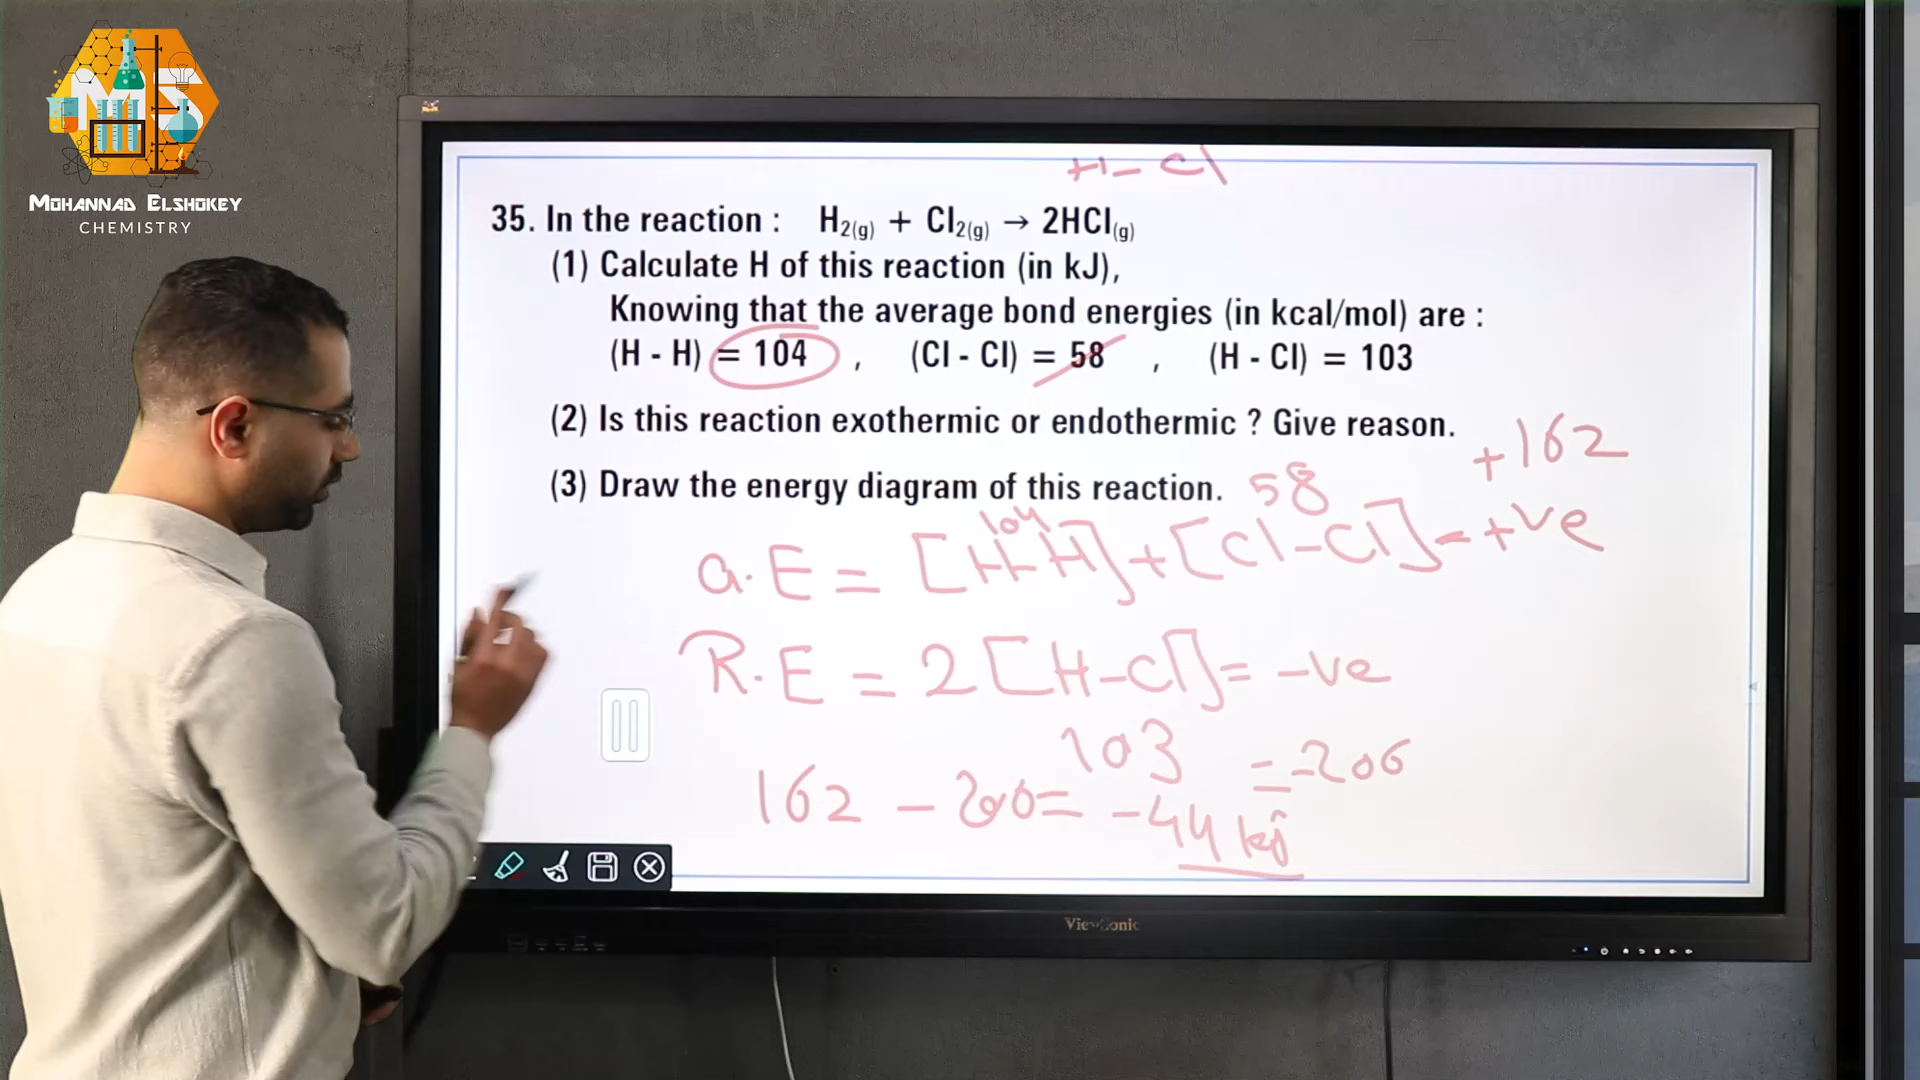 MS
MOHANNAD ELSHOKEY
CHEMISTRY
H-Cl
35. In the reaction : H2(g) + Cl2(g) → 2HCl(g)
(1) Calculate H of this reaction (in kJ),
Knowing that the average bond energies (in kcal/mol) are :
(H - H) = 104 , (Cl - Cl) = 58 , (H - Cl) = 103
(2) Is this reaction exothermic or endothermic ? Give reason.
+162
(3) Draw the energy diagram of this reaction.
104 58
a.E = [H-H]+[Cl-Cl]= +ve
R.E = 2[H-Cl]= -ve
103 = -206
162 - 206= -44 kj
ViewSonic